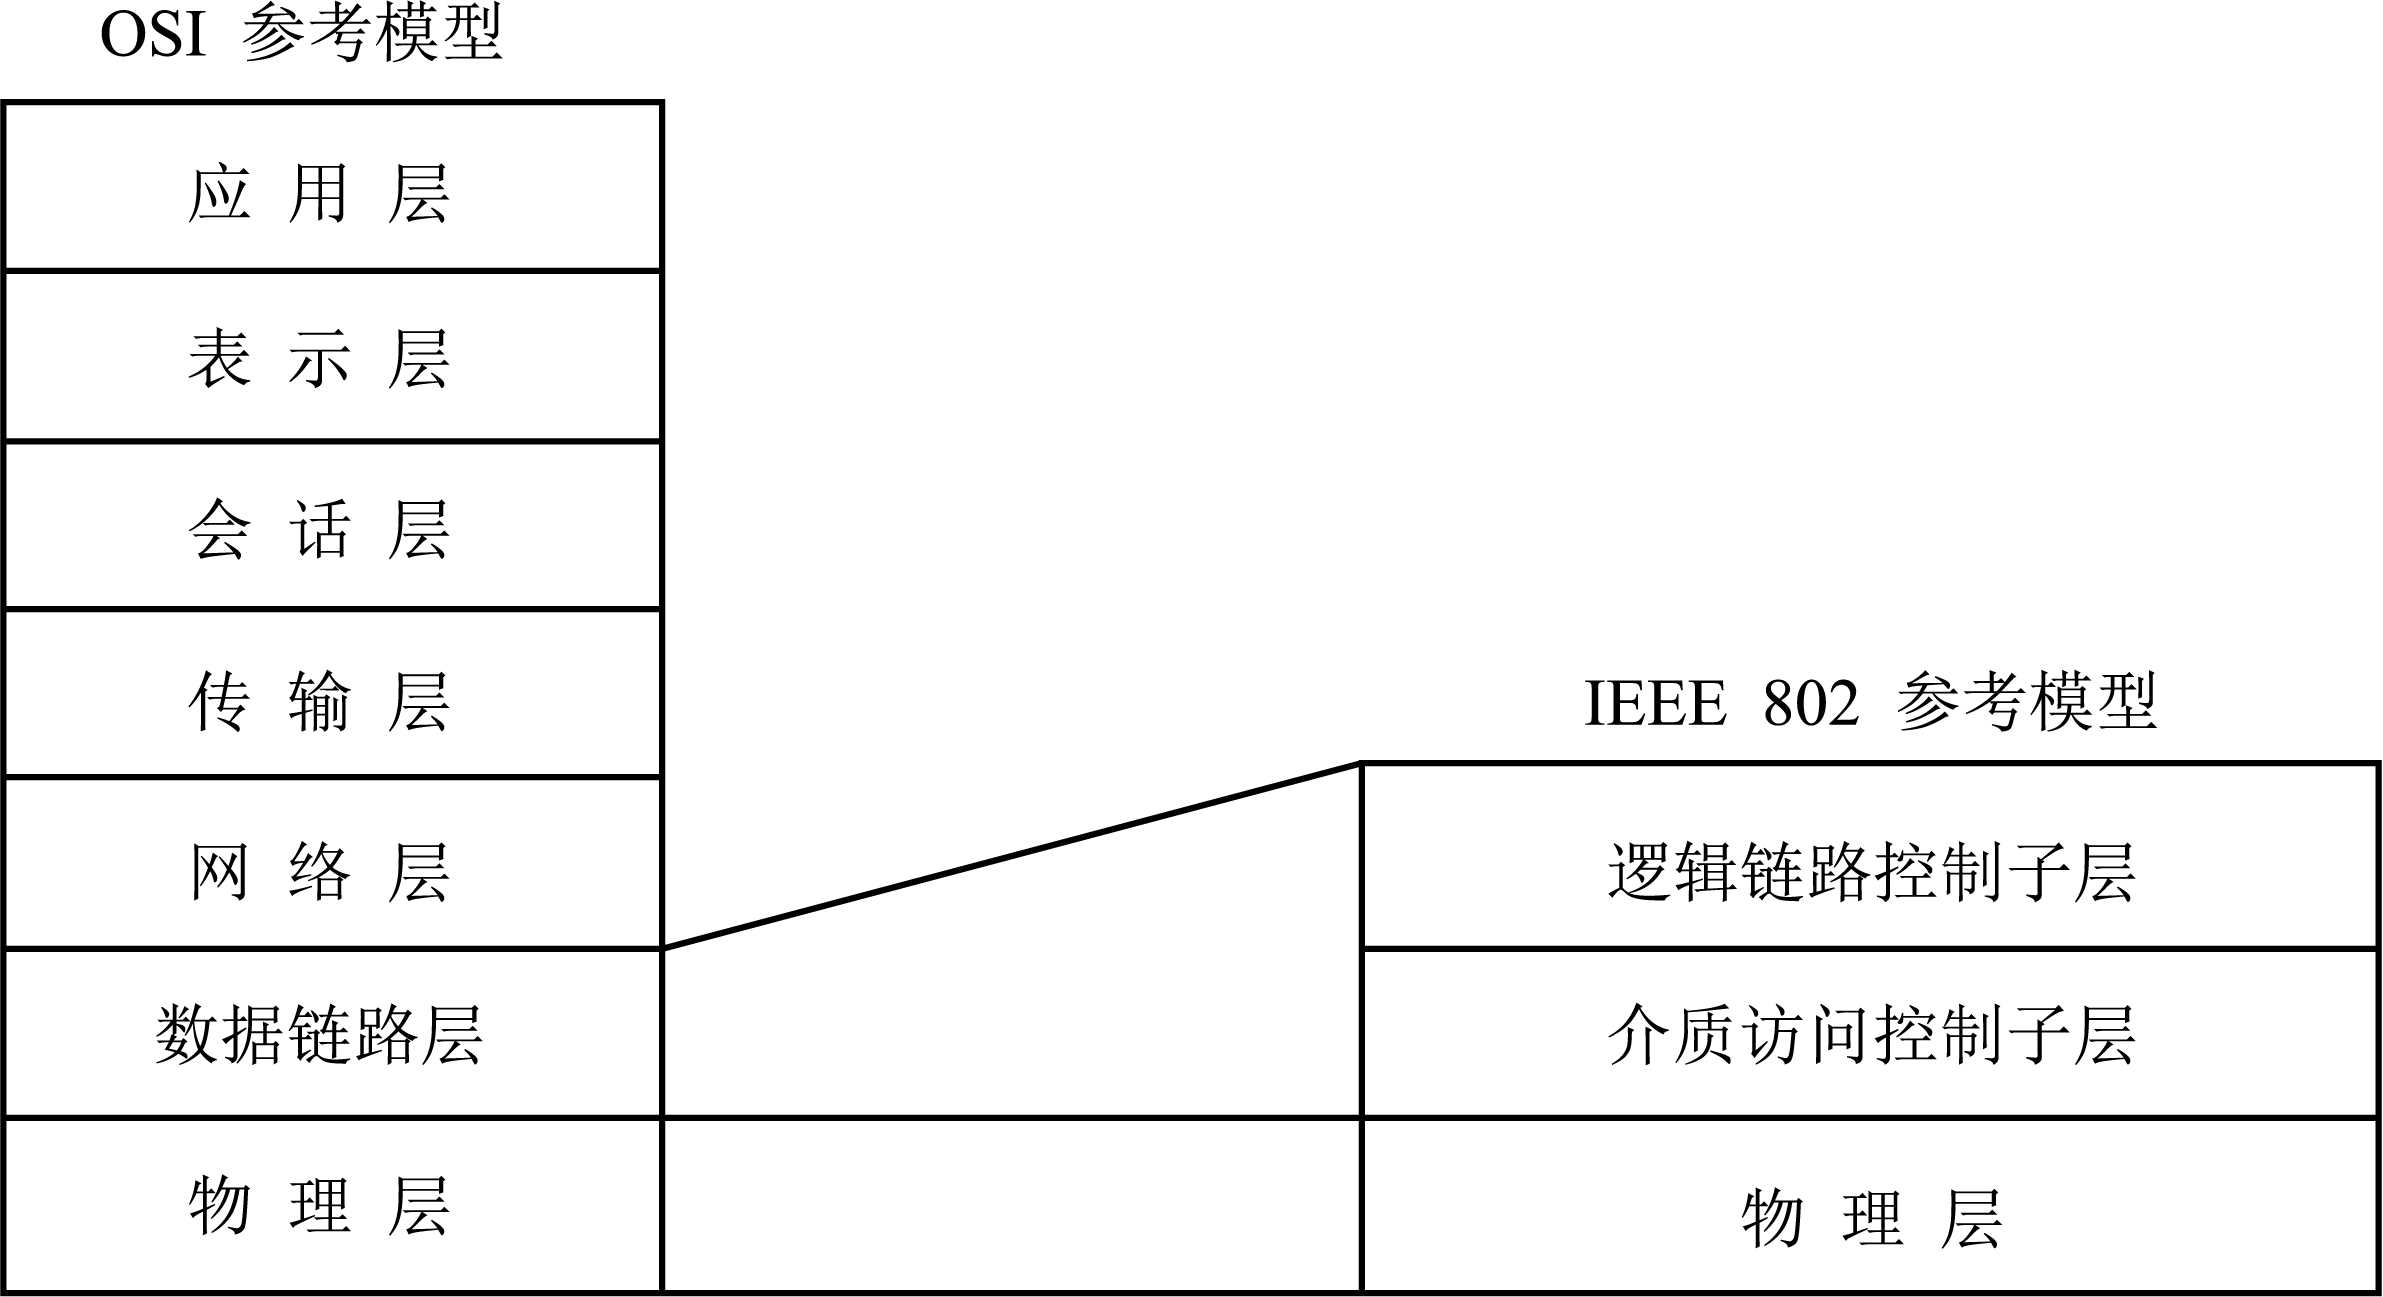 OSI 参考模型
应 用 层
表 示 层
会 话 层
传 输 层
网 络 层
数据链路层
物 理 层
IEEE 802 参考模型
逻辑链路控制子层
介质访问控制子层
物 理 层